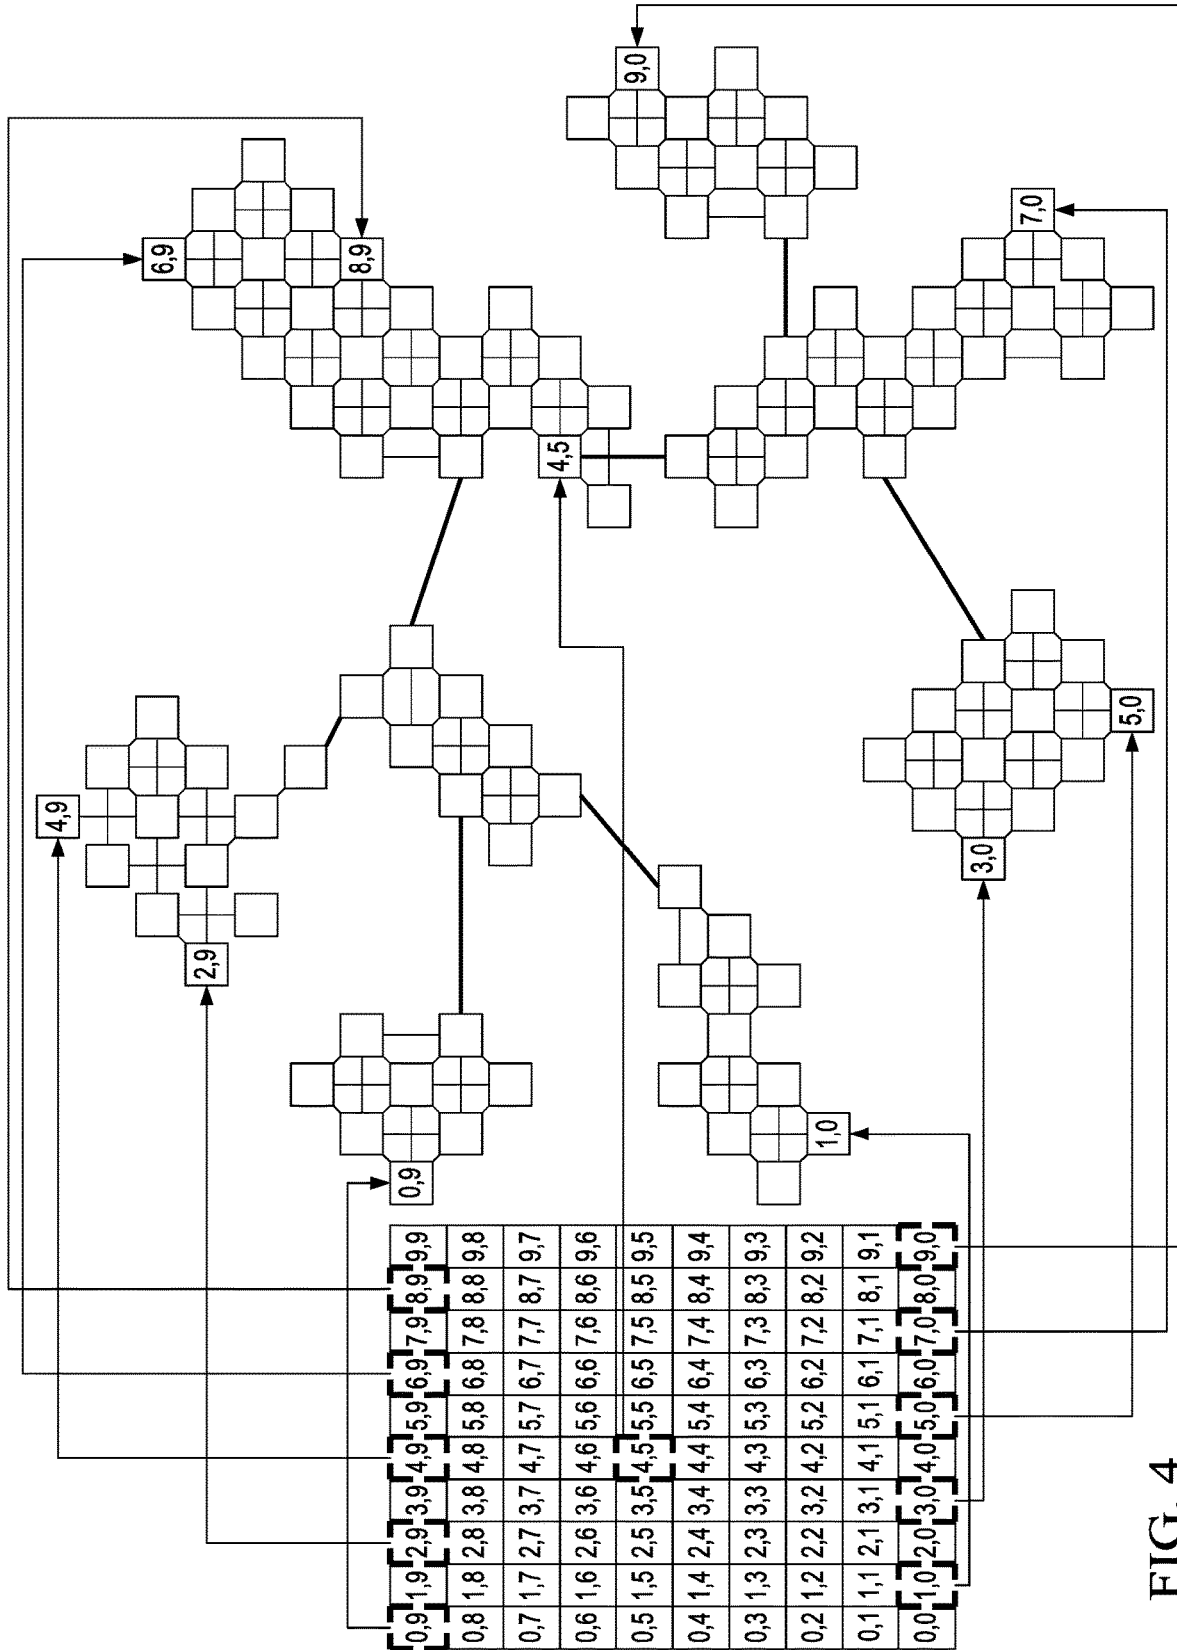 0,9 1,9 2,9 3,9 4,9 5,9 6,9 7,9 8,9 9,9
0,8 1,8 2,8 3,8 4,8 5,8 6,8 7,8 8,8 9,8
0,7 1,7 2,7 3,7 4,7 5,7 6,7 7,7 8,7 9,7
0,6 1,6 2,6 3,6 4,6 5,6 6,6 7,6 8,6 9,6
0,5 1,5 2,5 3,5 4,5 5,5 6,5 7,5 8,5 9,5
0,4 1,4 2,4 3,4 4,4 5,4 6,4 7,4 8,4 9,4
0,3 1,3 2,3 3,3 4,3 5,3 6,3 7,3 8,3 9,3
0,2 1,2 2,2 3,2 4,2 5,2 6,2 7,2 8,2 9,2
0,1 1,1 2,1 3,1 4,1 5,1 6,1 7,1 8,1 9,1
0,0 1,0 2,0 3,0 4,0 5,0 6,0 7,0 8,0 9,0
4,9
6,9
2,9
8,9
0,9
4,5
9,0
1,0
3,0
7,0
5,0
FIG. 4